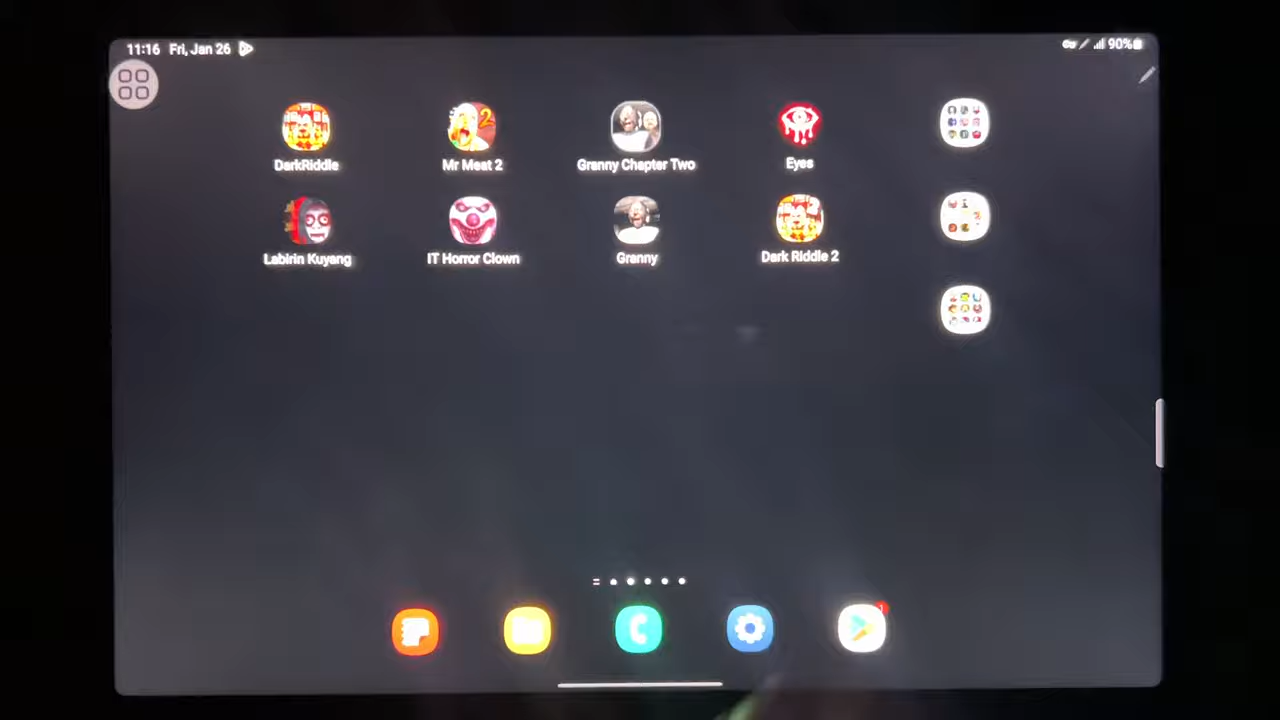 11:16 Fri, Jan 26
90%
DarkRiddle
Mr Meat 2
2
Granny Chapter Two
Eyes
Labirin Kuyang
IT Horror Clown
Granny
Dark Riddle 2